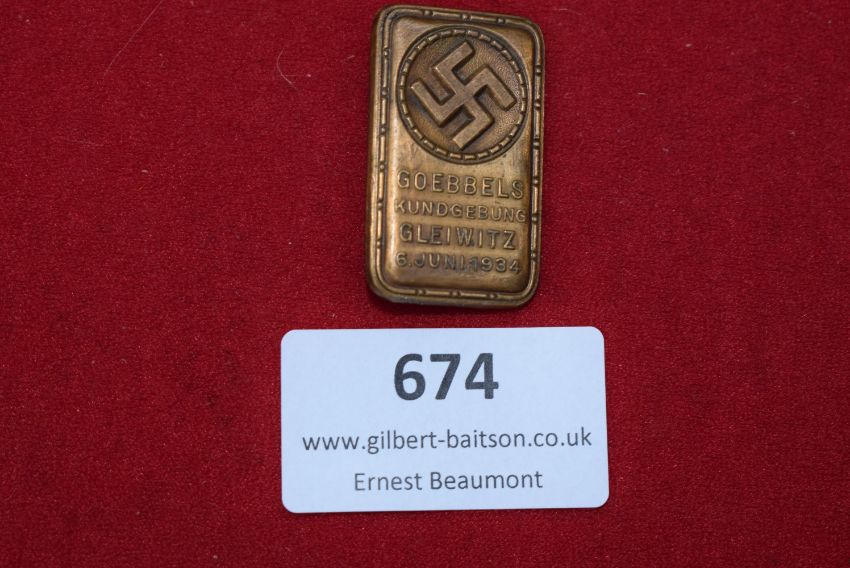 GOEBBELS
KUNDGEBUNG
GLEIWITZ
6.JUNI.1934
674
www.gilbert-baitson.co.uk
Ernest Beaumont